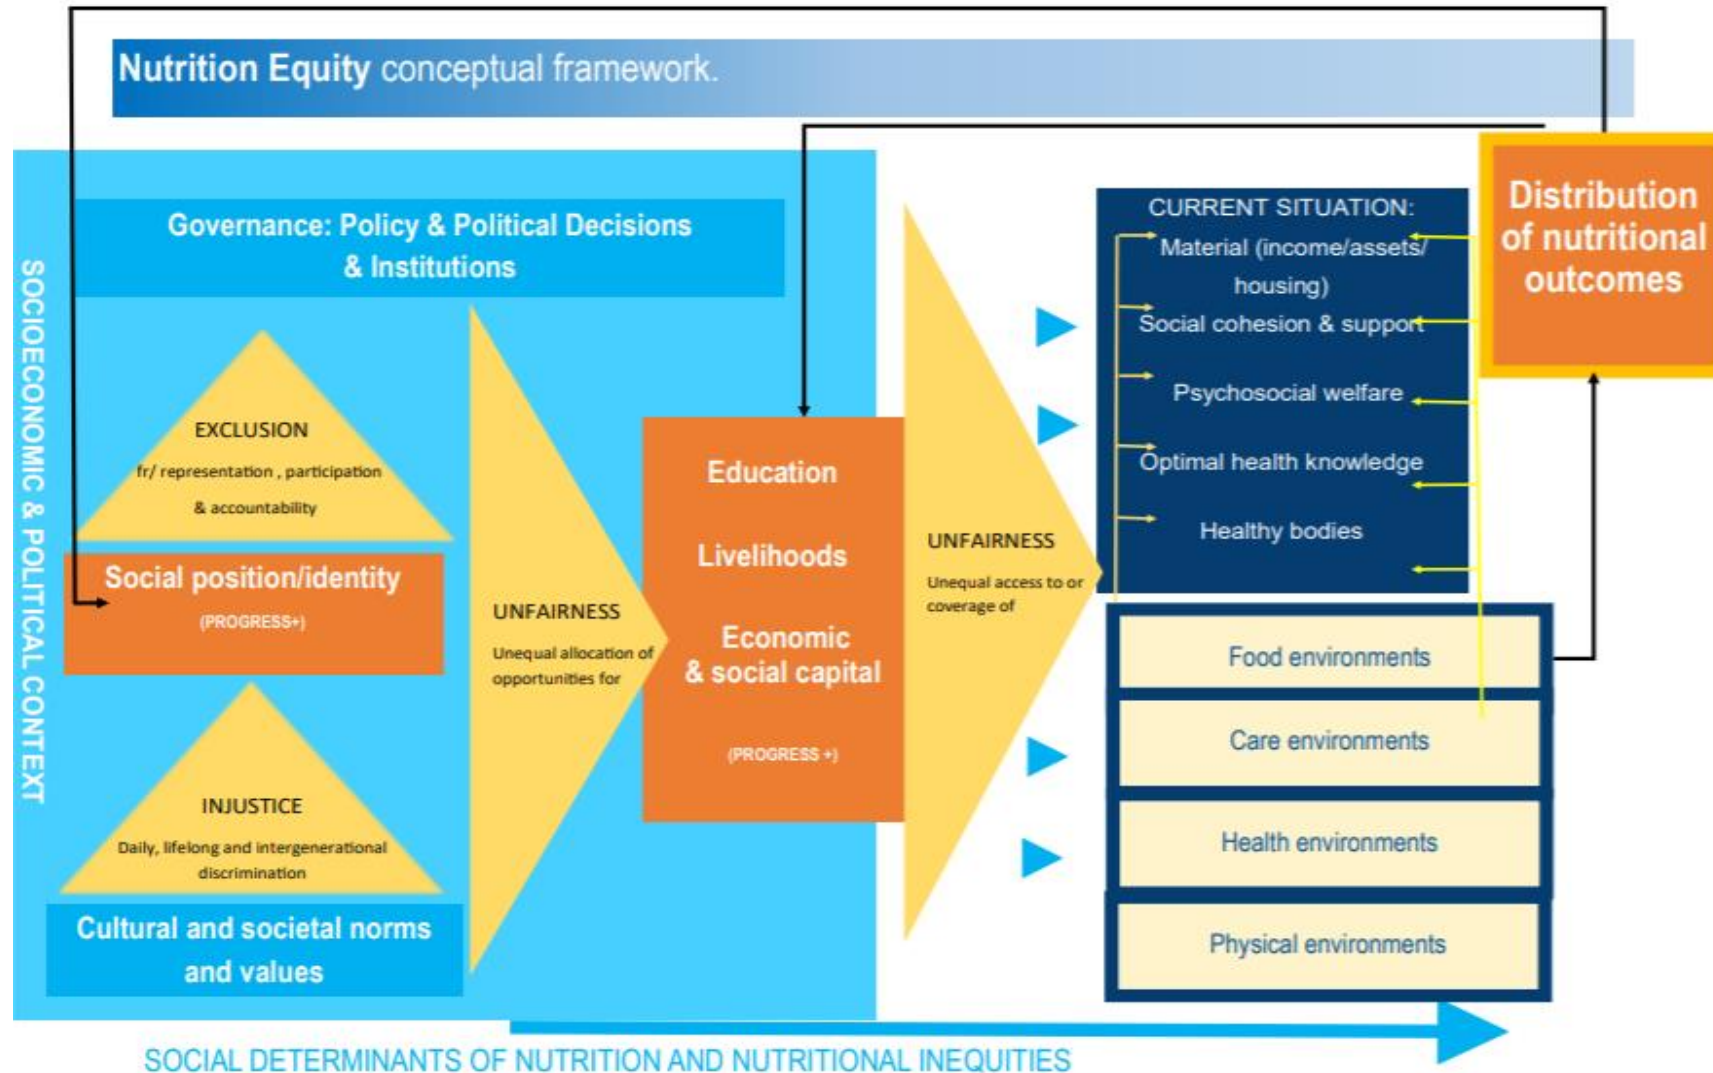 Nutrition Equity conceptual framework.
SOCIOECONOMIC & POLITICAL CONTEXT
Governance: Policy & Political Decisions
& Institutions
EXCLUSION
fr/ representation , participation
& accountability
Social position/identity
(PROGRESS+)
INJUSTICE
Daily, lifelong and intergenerational
discrimination
Cultural and societal norms
and values
UNFAIRNESS
Unequal allocation of
opportunities for
Education
Livelihoods
Economic
& social capital
(PROGRESS +)
UNFAIRNESS
Unequal access to or
coverage of
CURRENT SITUATION:
Material (income/assets/
housing)
Social cohesion & support
Psychosocial welfare
Optimal health knowledge
Healthy bodies
Food environments
Care environments
Health environments
Physical environments
Distribution
of nutritional
outcomes
SOCIAL DETERMINANTS OF NUTRITION AND NUTRITIONAL INEQUITIES